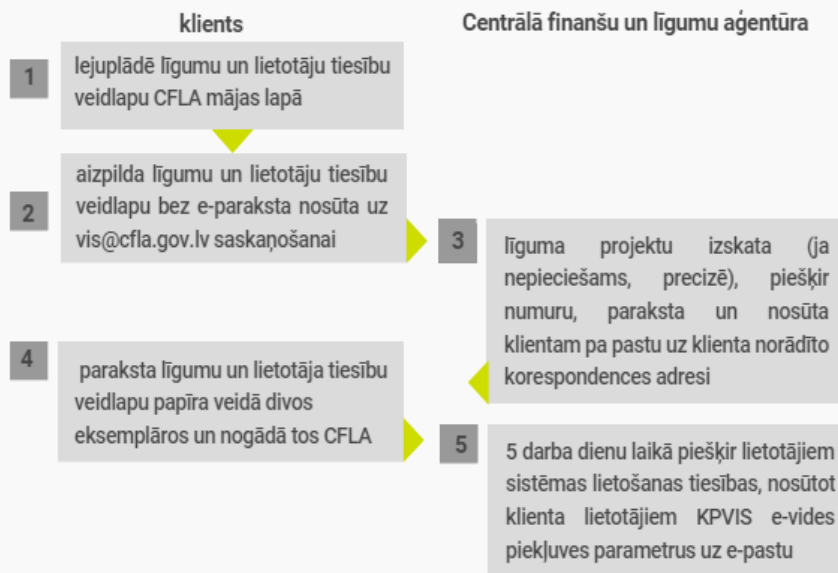 klients
Centrālā finanšu un līgumu aģentūra
1
lejuplādē līgumu un lietotāju tiesību
veidlapu CFLA mājas lapā
2
aizpilda līgumu un lietotāju tiesību
veidlapu bez e-paraksta nosūta uz
vis@cfla.gov.lv saskaņošanai
3
līguma projektu izskata (ja
nepieciešams, precizē), piešķir
numuru, paraksta un nosūta
klientam pa pastu uz klienta norādīto
korespondences adresi
4
paraksta līgumu un lietotāja tiesību
veidlapu papīra veidā divos
eksemplāros un nogādā tos CFLA
5
5 darba dienu laikā piešķir lietotājiem
sistēmas lietošanas tiesības, nosūtot
klienta lietotājiem KPVIS e-vides
piekļuves parametrus uz e-pastu